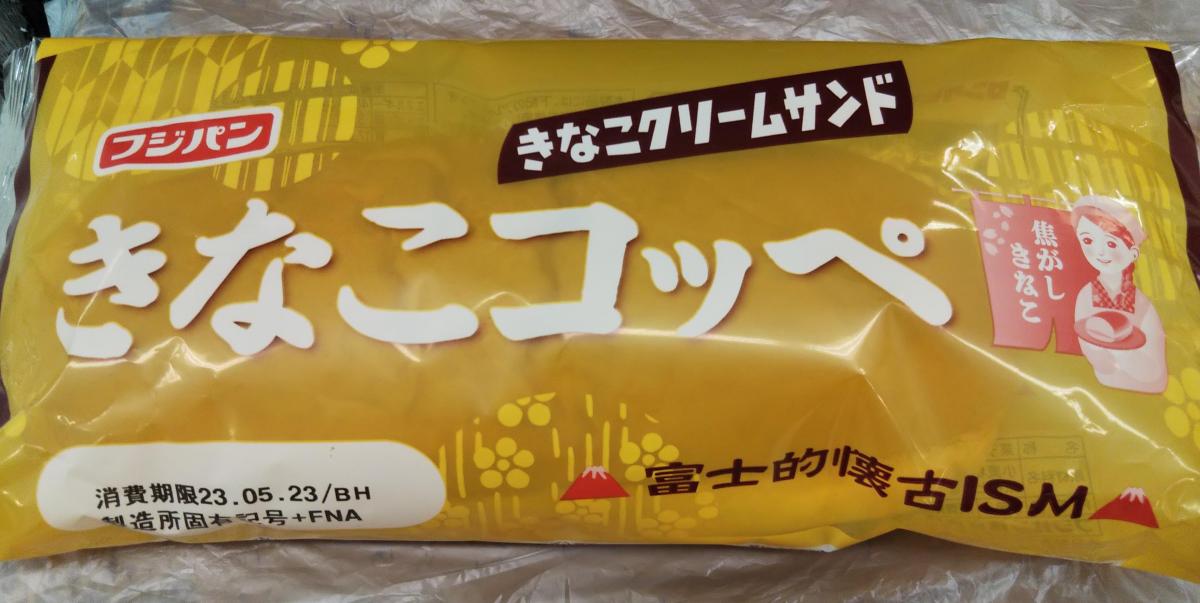 フジパン
きなこクリームサンド
きなこコッペ
焦がし
きなこ
消費期限23.05.23/BH
製造所固有記号+FNA
富士的懐古ISM